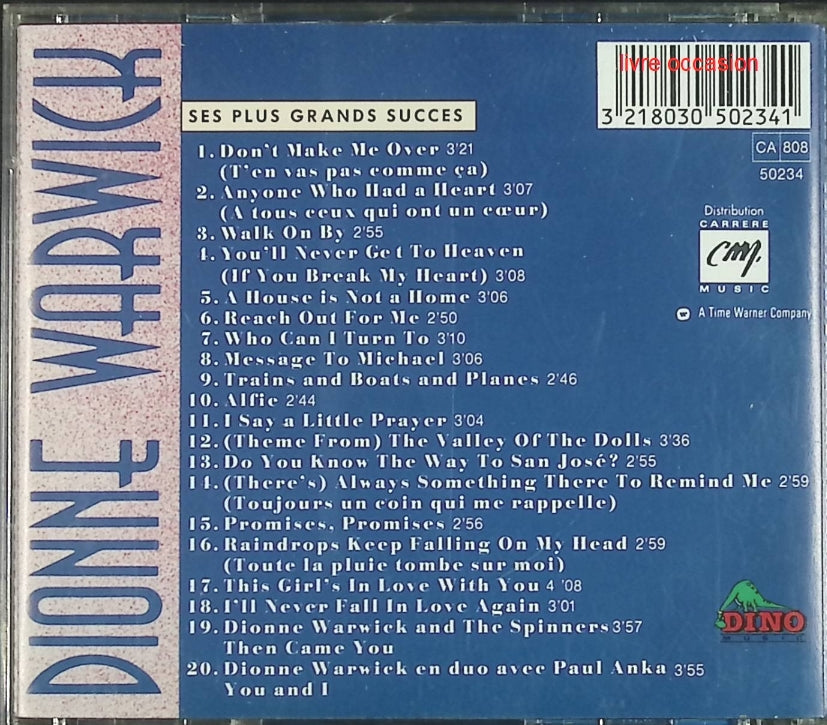 DIONNE WARWICK
livre occasion
3 218030 502341
SES PLUS GRANDS SUCCES
CA 808
50234
Distribution
CARRERE
CM.
MUSIC
A Time Warner Company
1. Don't Make Me Over 3'21
(T'en vas pas comme ça)
2. Anyone Who Had a Heart 3'07
(A tous ceux qui ont un cœur)
3. Walk On By 2'55
4. You'll Never Get To Heaven
(If You Break My Heart) 3'08
5. A House is Not a Home 3'06
6. Reach Out For Me 2'50
7. Who Can I Turn To 3'10
8. Message To Michael 3'06
9. Trains and Boats and Planes 2'46
10. Alfie 2'44
11. I Say a Little Prayer 3'04
12. (Theme From) The Valley Of The Dolls 3'36
13. Do You Know The Way To San José? 2'55
14. (There's) Always Something There To Remind Me 2'59
(Toujours un coin qui me rappelle)
15. Promises, Promises 2'56
16. Raindrops Keep Falling On My Head 2'59
(Toute la pluie tombe sur moi)
17. This Girl's In Love With You 4 '08
18. I'll Never Fall In Love Again 3'01
19. Dionne Warwick and The Spinners 3'57
Then Came You
20. Dionne Warwick en duo avec Paul Anka 3'55
You and I
DINO
MUSIC